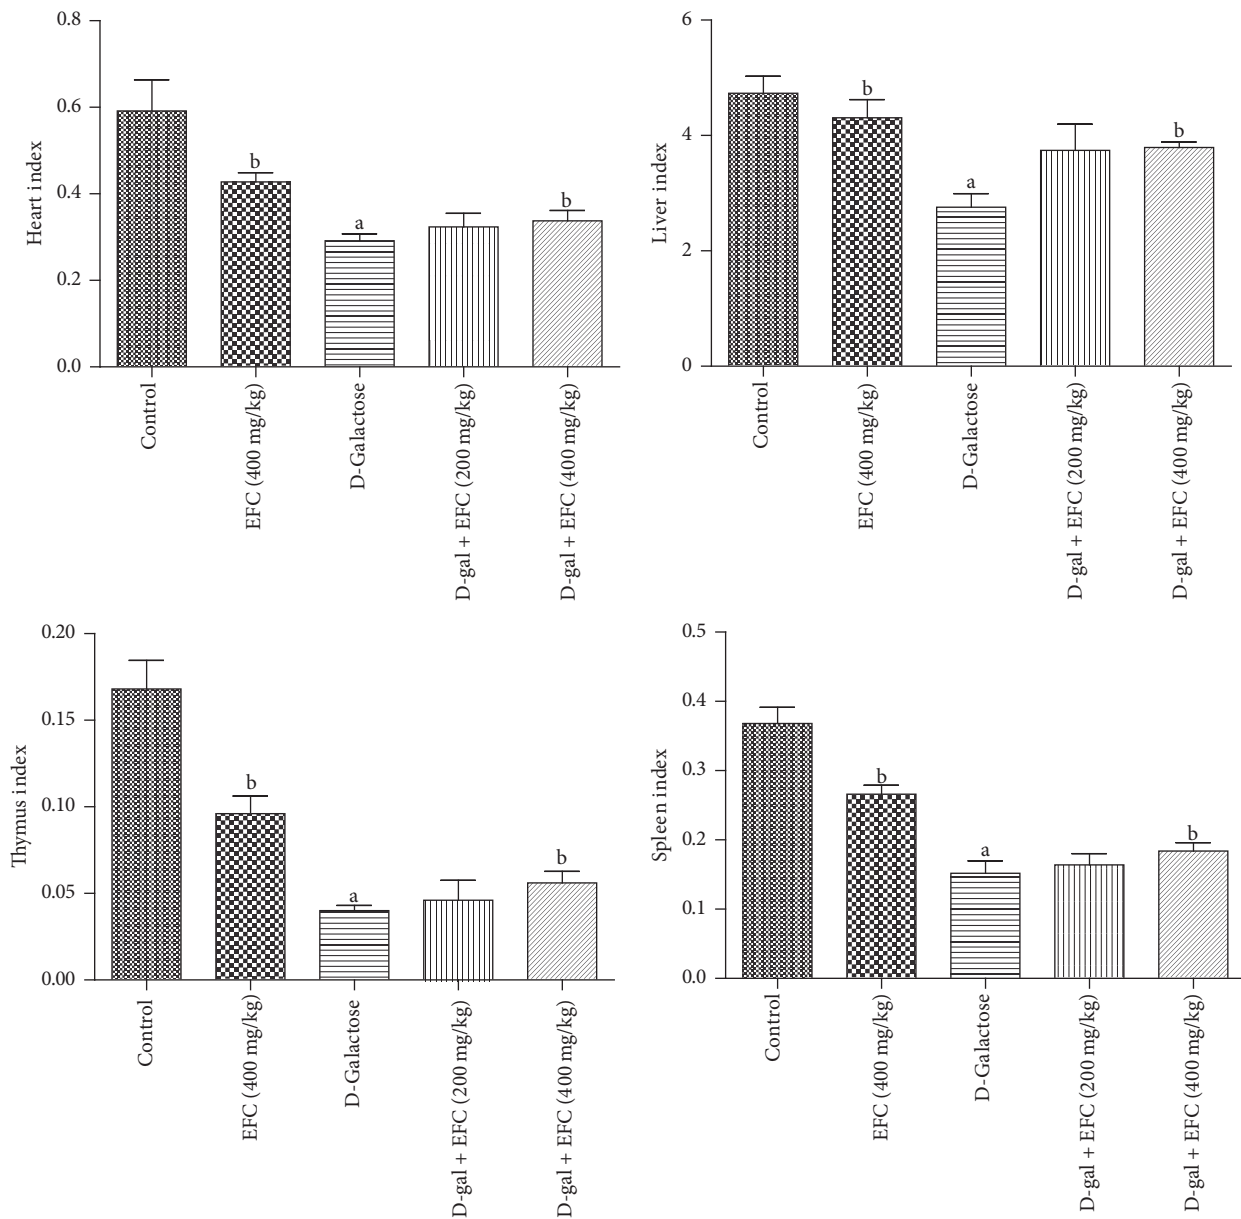 0.8
0.6
0.4
0.2
0.0
Heart index
b
a
b
Control
EFC (400 mg/kg)
D-Galactose
D-gal + EFC (200 mg/kg)
D-gal + EFC (400 mg/kg)
6
4
2
0
Liver index
b
a
b
Control
EFC (400 mg/kg)
D-Galactose
D-gal + EFC (200 mg/kg)
D-gal + EFC (400 mg/kg)
0.20
0.15
0.10
0.05
0.00
Thymus index
b
a
b
Control
EFC (400 mg/kg)
D-Galactose
D-gal + EFC (200 mg/kg)
D-gal + EFC (400 mg/kg)
0.5
0.4
0.3
0.2
0.1
0.0
Spleen index
b
a
b
Control
EFC (400 mg/kg)
D-Galactose
D-gal + EFC (200 mg/kg)
D-gal + EFC (400 mg/kg)